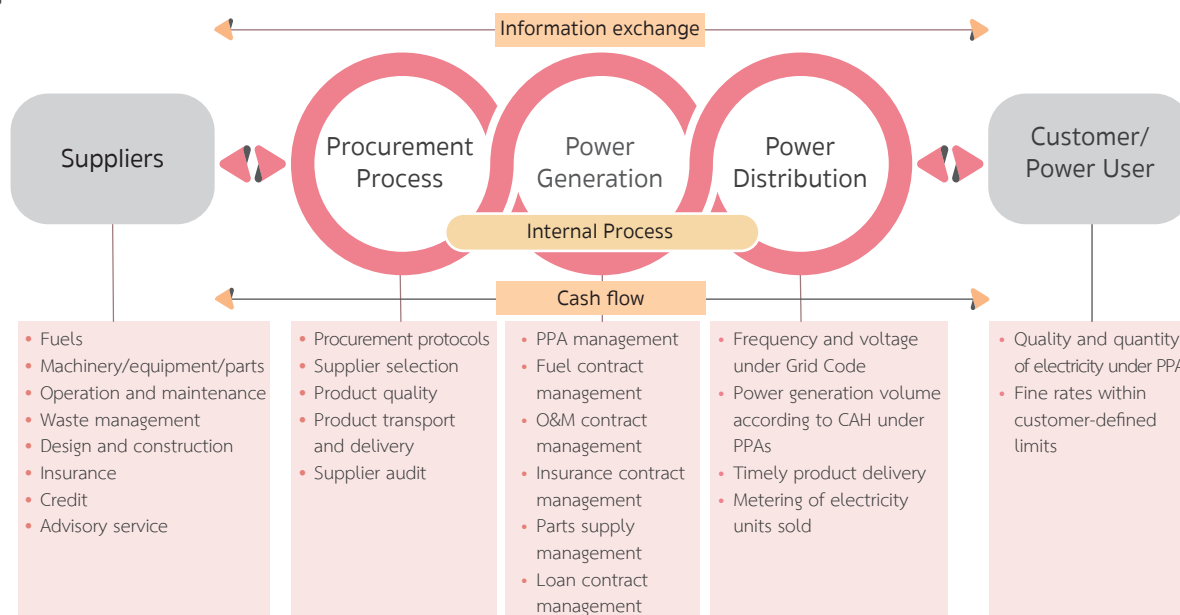 Information exchange
Suppliers
Procurement
Process
Power
Generation
Power
Distribution
Customer/
Power User
Internal Process
Cash flow
• Fuels
• Machinery/equipment/parts
• Operation and maintenance
• Waste management
• Design and construction
• Insurance
• Credit
• Advisory service
• Procurement protocols
• Supplier selection
• Product quality
• Product transport
and delivery
• Supplier audit
• PPA management
• Fuel contract
management
• O&M contract
management
• Insurance contract
management
• Parts supply
management
• Loan contract
management
• Frequency and voltage
under Grid Code
• Power generation volume
according to CAH under
PPAs
• Timely product delivery
• Metering of electricity
units sold
• Quality and quantity
of electricity under PPA
• Fine rates within
customer-defined
limits